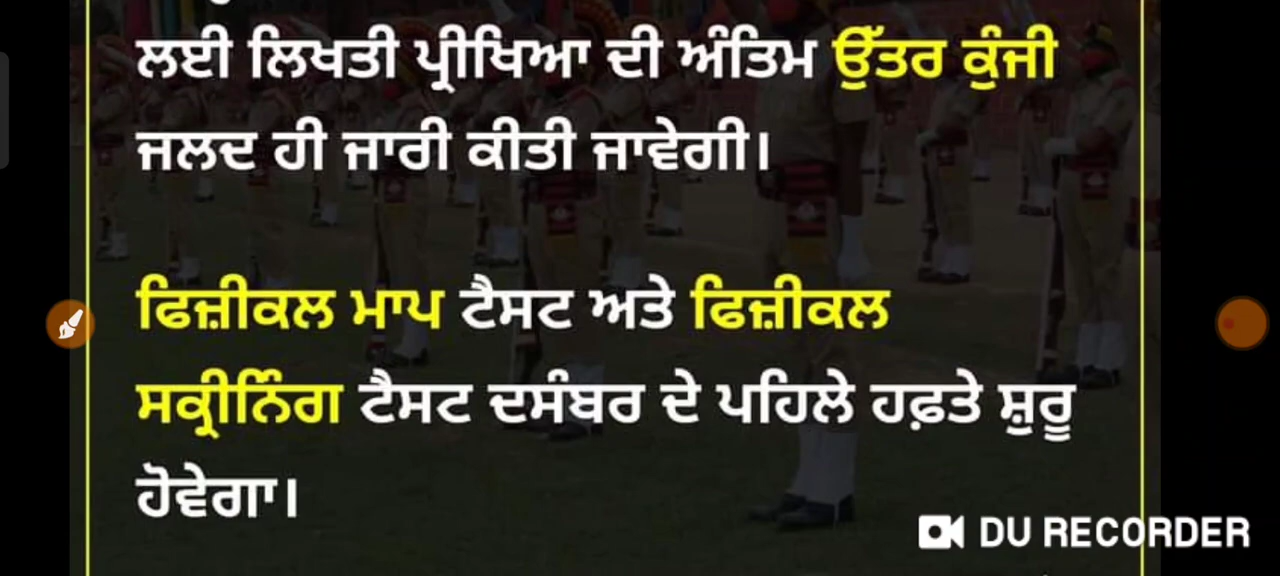 ਲਈ ਲਿਖਤੀ ਪ੍ਰੀਖਿਆ ਦੀ ਅੰਤਿਮ ਉੱਤਰ ਕੁੰਜੀ
ਜਲਦ ਹੀ ਜਾਰੀ ਕੀਤੀ ਜਾਵੇਗੀ।
ਫਿਜ਼ੀਕਲ ਮਾਪ ਟੈਸਟ ਅਤੇ ਫਿਜ਼ੀਕਲ
ਸਕ੍ਰੀਨਿੰਗ ਟੈਸਟ ਦਸੰਬਰ ਦੇ ਪਹਿਲੇ ਹਫ਼ਤੇ ਸ਼ੁਰੂ
ਹੋਵੇਗਾ।
DU RECORDER